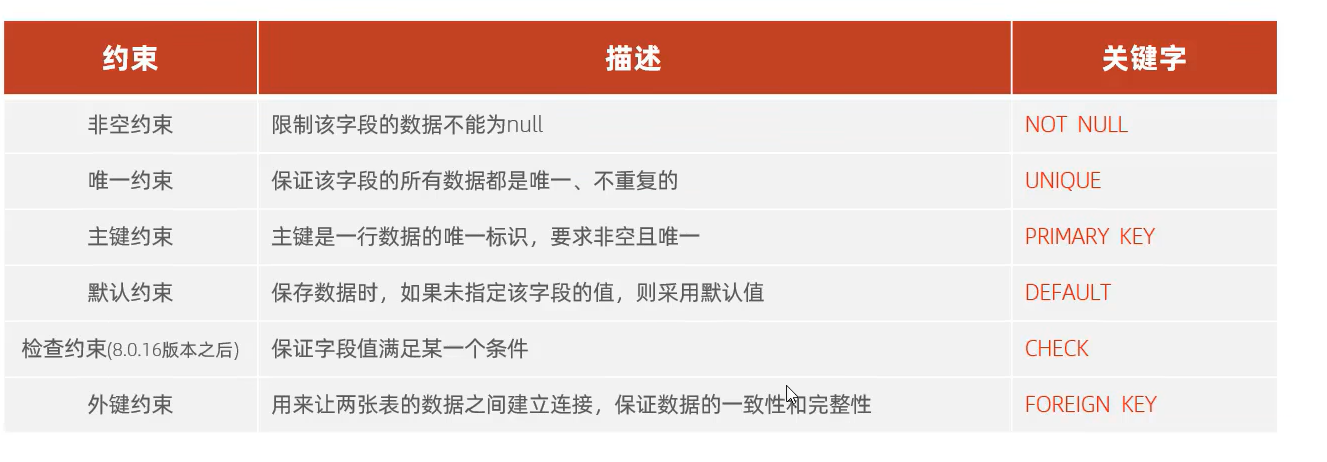 约束 描述 关键字
非空约束 限制该字段的数据不能为null NOT NULL
唯一约束 保证该字段的所有数据都是唯一、不重复的 UNIQUE
主键约束 主键是一行数据的唯一标识，要求非空且唯一 PRIMARY KEY
默认约束 保存数据时，如果未指定该字段的值，则采用默认值 DEFAULT
检查约束(8.0.16版本之后) 保证字段值满足某一个条件 CHECK
外键约束 用来让两张表的数据之间建立连接，保证数据的一致性和完整性 FOREIGN KEY